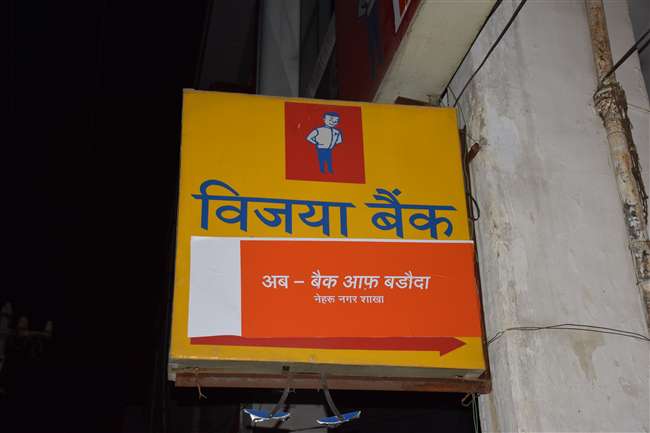 विजया बैंक
अब - बैक आफ़ बडौदा
नेहरू नगर शाखा